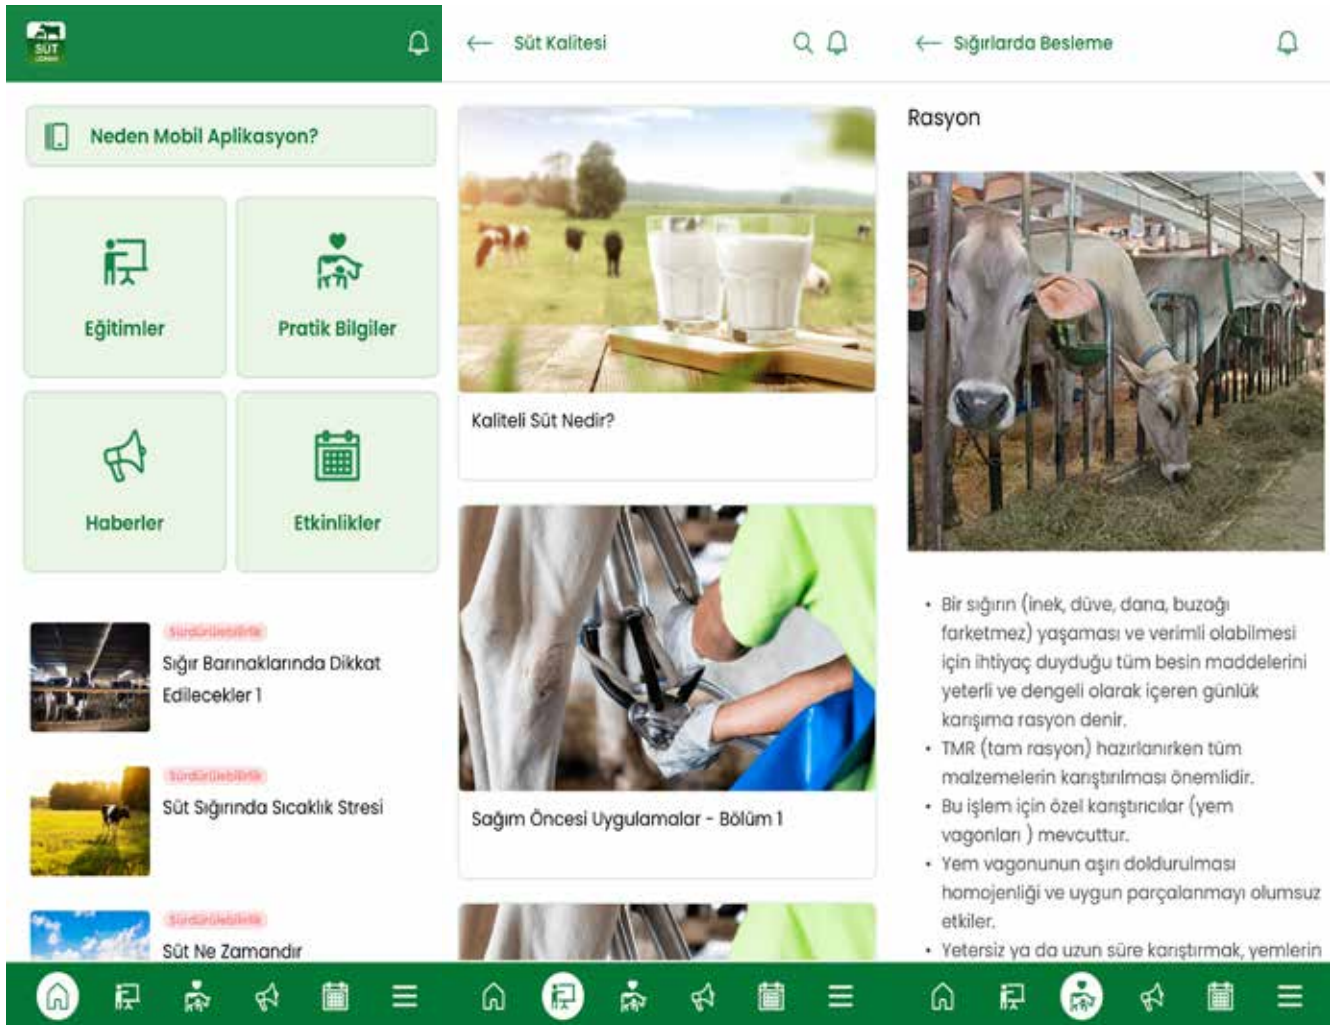 SÜT
Neden Mobil Aplikasyon?
Eğitimler
Pratik Bilgiler
Haberler
Etkinlikler
Sürdürülebilirlik
Sığır Barınaklarında Dikkat
Edilecekler 1
Sürdürülebilirlik
Süt Sığırında Sıcaklık Stresi
Sürdürülebilirlik
Süt Ne Zamandır
Süt Kalitesi
Kaliteli Süt Nedir?
Sağım Öncesi Uygulamalar - Bölüm 1
Sığırlarda Besleme
Rasyon
• Bir sığırın (inek, düve, dana, buzağı
farketmez) yaşaması ve verimli olabilmesi
için ihtiyaç duyduğu tüm besin maddelerini
yeterli ve dengeli olarak içeren günlük
karışıma rasyon denir.
• TMR (tam rasyon) hazırlanırken tüm
malzemelerin karıştırılması önemlidir.
• Bu işlem için özel karıştırıcılar (yem
vagonları ) mevcuttur.
• Yem vagonunun aşırı doldurulması
homojenliği ve uygun parçalanmayı olumsuz
etkiler.
• Yetersiz ya da uzun süre karıştırmak, yemlerin